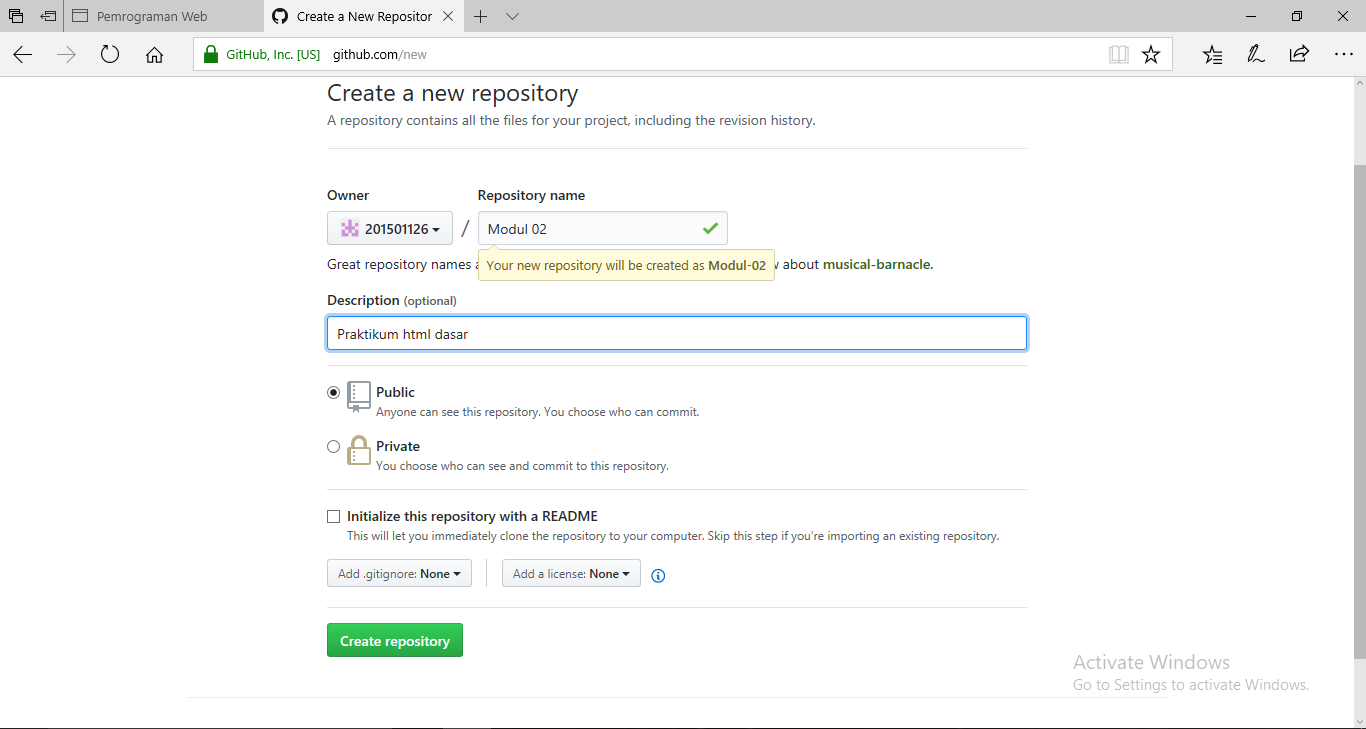 Pemrograman Web
Create a New Repositor
GitHub, Inc. [US] github.com/new
Create a new repository
A repository contains all the files for your project, including the revision history.
Owner
Repository name
201501126 / Modul 02
Great repository names
Your new repository will be created as Modul-02
about musical-barnacle.
Description (optional)
Praktikum html dasar
Public
Anyone can see this repository. You choose who can commit.
Private
You choose who can see and commit to this repository.
Initialize this repository with a README
This will let you immediately clone the repository to your computer. Skip this step if you're importing an existing repository.
Add .gitignore: None
Add a license: None
Create repository
Activate Windows
Go to Settings to activate Windows.